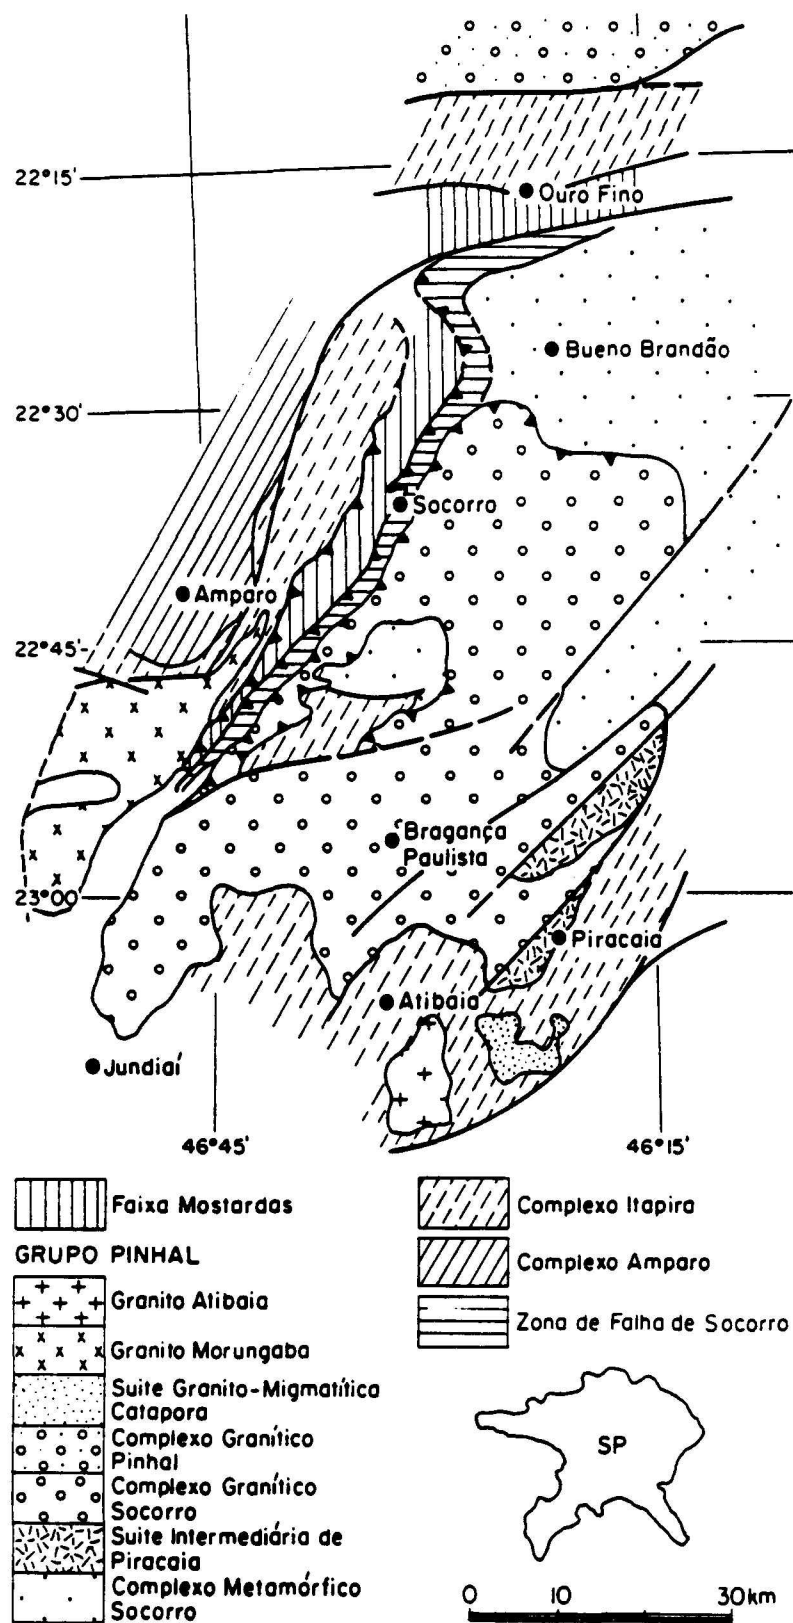 22°15'
Ouro Fino
Bueno Brandão
22°30'
Socorro
Amparo
22°45'
Bragança
Paulista
23°00'
Piracaia
Atibaia
Jundiaí
46°45'
46°15'
Faixa Mostardas
GRUPO PINHAL
Granito Atibaia
Granito Morungaba
Suite Granito-Migmatítica
Catapora
Complexo Granítico
Pinhal
Complexo Granítico
Socorro
Suite Intermediária de
Piracaia
Complexo Metamórfico
Socorro
Complexo Itapira
Complexo Amparo
Zona de Falha de Socorro
SP
0 10 30km